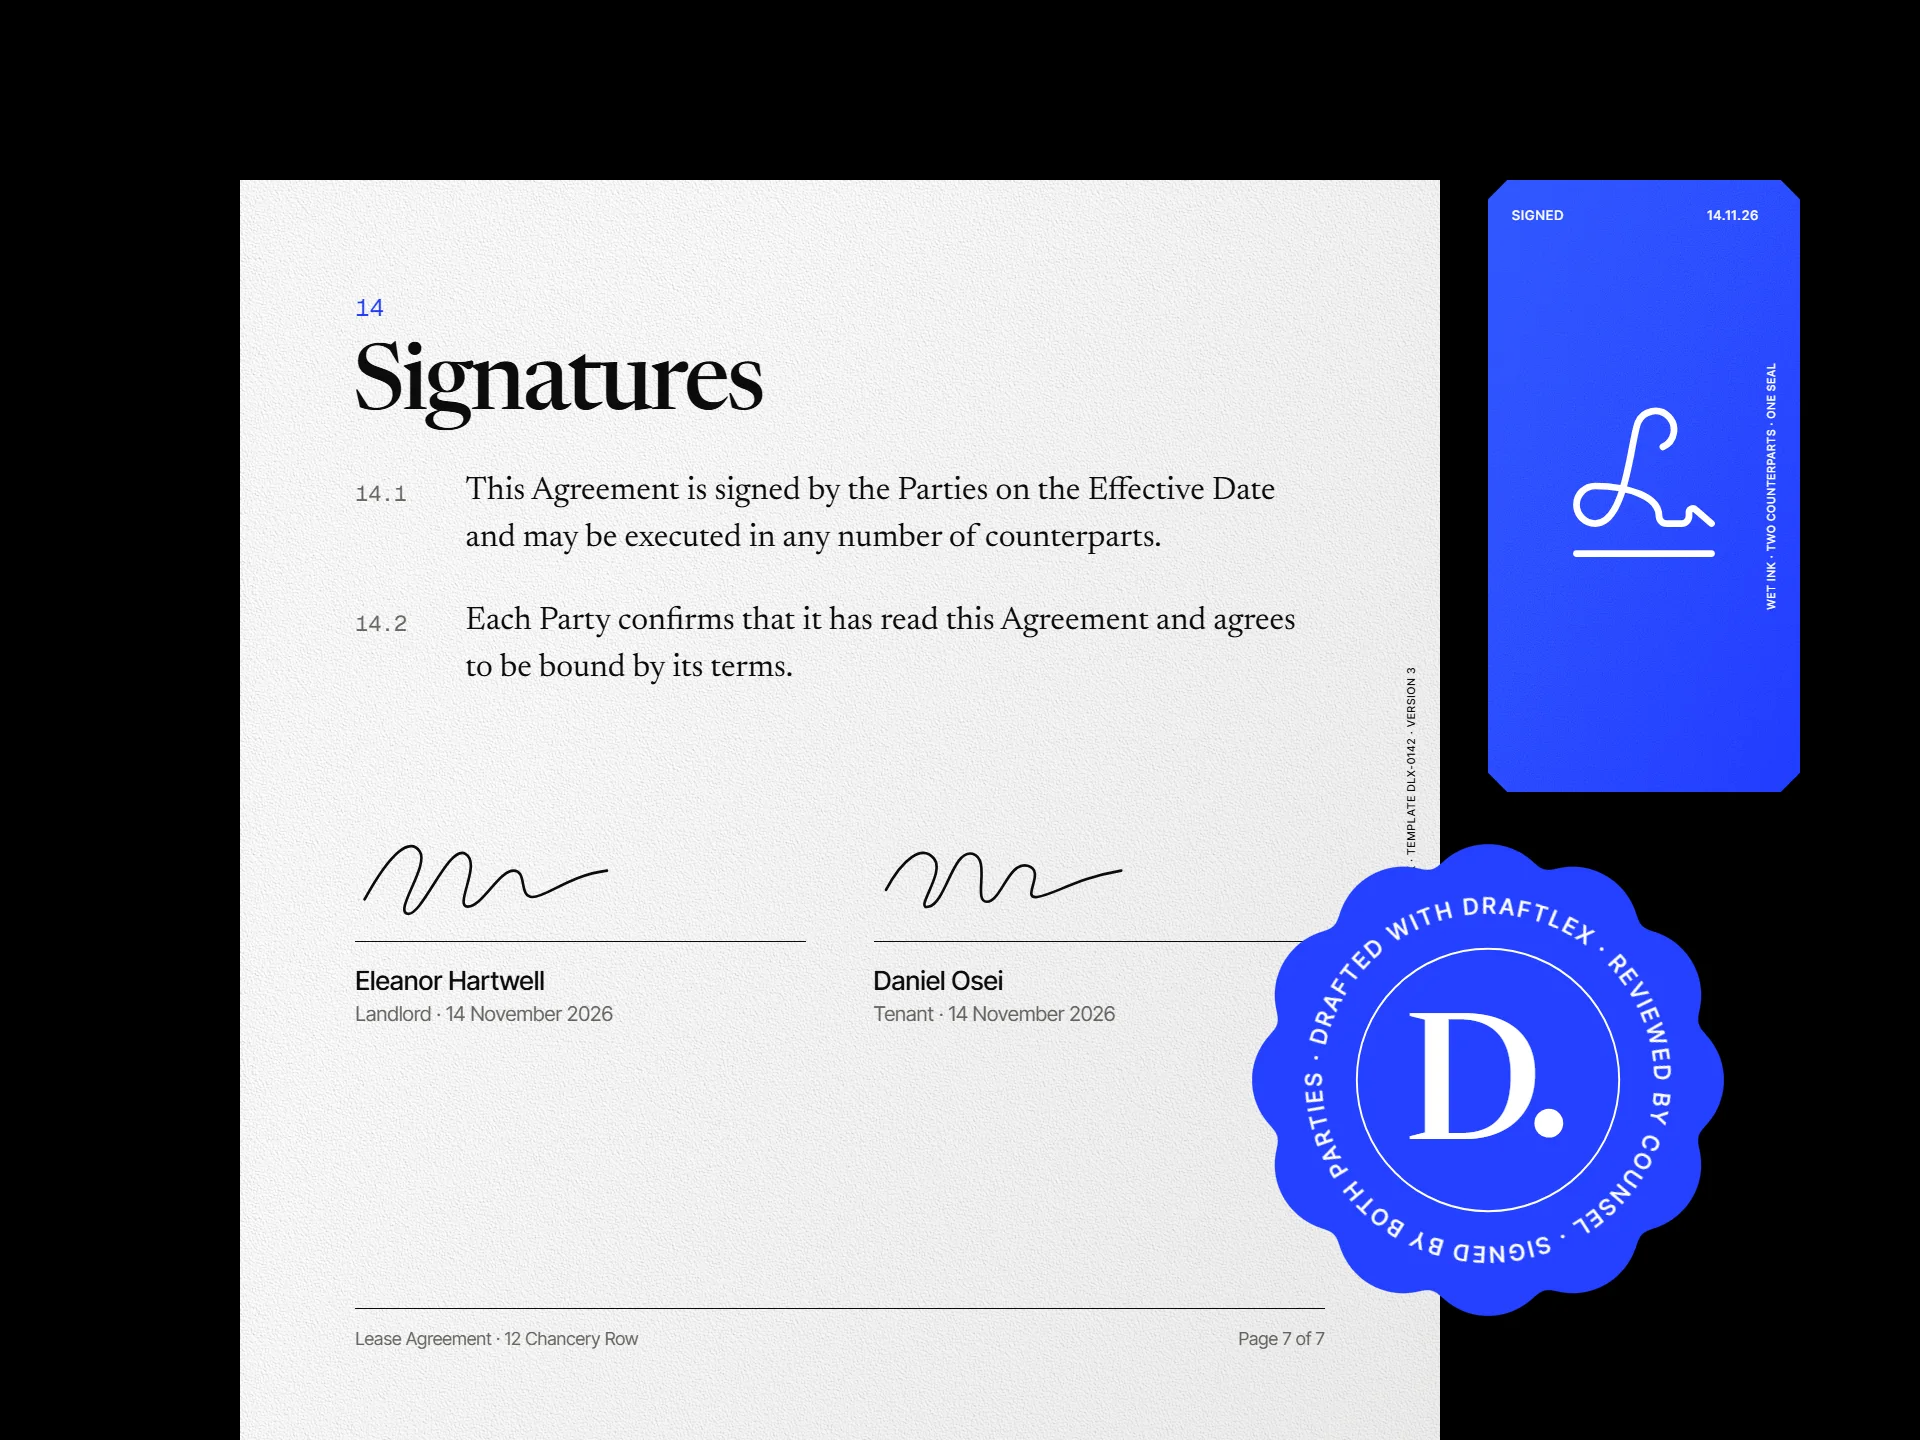 14
Signatures
14.1
This Agreement is signed by the Parties on the Effective Date
and may be executed in any number of counterparts.
14.2
Each Party confirms that it has read this Agreement and agrees
to be bound by its terms.
Eleanor Hartwell
Landlord · 14 November 2026
Daniel Osei
Tenant · 14 November 2026
Lease Agreement · 12 Chancery Row
Page 7 of 7
· TEMPLATE DLX-0142 · VERSION 3
SIGNED
14.11.26
WET INK · TWO COUNTERPARTS · ONE SEAL
DRAFTED WITH DRAFTLEX · REVIEWED BY COUNSEL · SIGNED BY BOTH PARTIES ·
D.